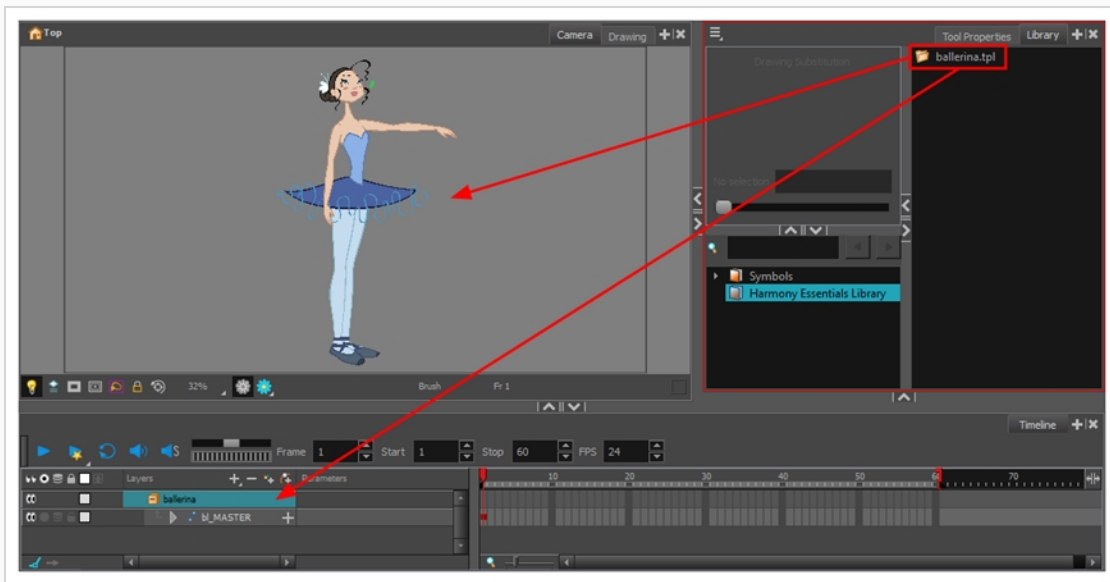 Top
Camera Drawing
Tool Properties Library
Drawing Substitution
ballerina.tpl
No selection
Symbols
Harmony Essentials Library
32% Brush Fr 1
Timeline
S Frame 1 Start 1 Stop 60 FPS 24
Layers Parameters 10 20 30 40 50 60 70
ballerina
bl_MASTER